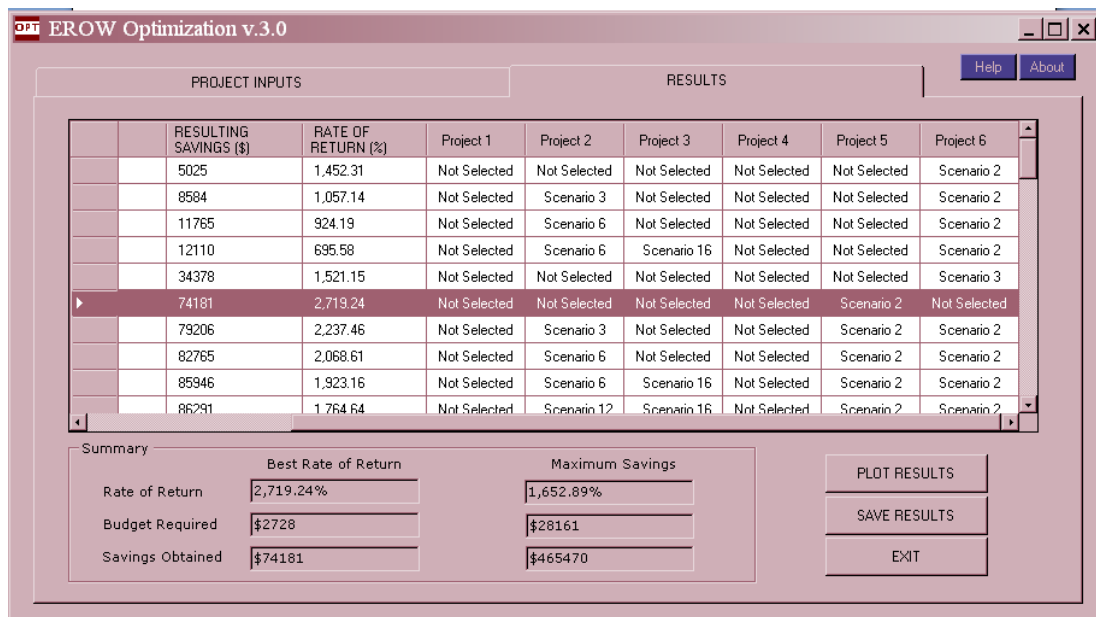 OPT EROW Optimization v.3.0
Help About
PROJECT INPUTS RESULTS
RESULTING SAVINGS ($) RATE OF RETURN (%) Project 1 Project 2 Project 3 Project 4 Project 5 Project 6
5025 1,452.31 Not Selected Not Selected Not Selected Not Selected Not Selected Scenario 2
8584 1,057.14 Not Selected Scenario 3 Not Selected Not Selected Not Selected Scenario 2
11765 924.19 Not Selected Scenario 6 Not Selected Not Selected Not Selected Scenario 2
12110 695.58 Not Selected Scenario 6 Scenario 16 Not Selected Not Selected Scenario 2
34378 1,521.15 Not Selected Not Selected Not Selected Not Selected Not Selected Scenario 3
74181 2,719.24 Not Selected Not Selected Not Selected Not Selected Scenario 2 Not Selected
79206 2,237.46 Not Selected Scenario 3 Not Selected Not Selected Scenario 2 Scenario 2
82765 2,068.61 Not Selected Scenario 6 Not Selected Not Selected Scenario 2 Scenario 2
85946 1,923.16 Not Selected Scenario 6 Scenario 16 Not Selected Scenario 2 Scenario 2
86291 1,764.64 Not Selected Scenario 12 Scenario 16 Not Selected Scenario 2 Scenario 2
Summary
Best Rate of Return Maximum Savings
Rate of Return 2,719.24% 1,652.89%
Budget Required $2728 $28161
Savings Obtained $74181 $465470
PLOT RESULTS
SAVE RESULTS
EXIT